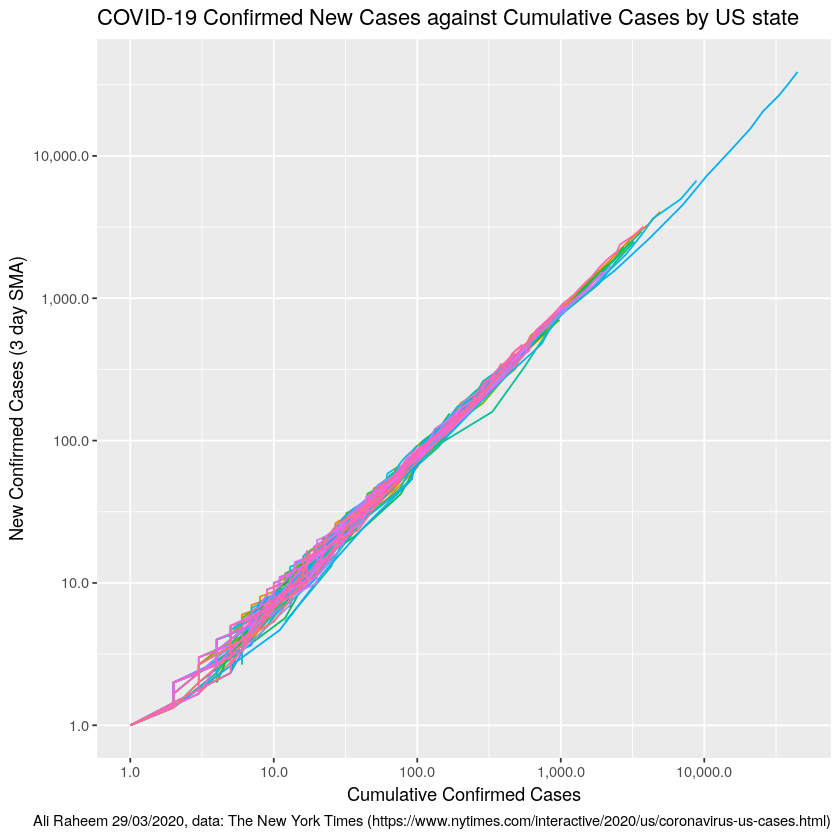 COVID-19 Confirmed New Cases against Cumulative Cases by US state
New Confirmed Cases (3 day SMA)
10,000.0
1,000.0
100.0
10.0
1.0
1.0 10.0 100.0 1,000.0 10,000.0
Cumulative Confirmed Cases
Ali Raheem 29/03/2020, data: The New York Times (https://www.nytimes.com/interactive/2020/us/coronavirus-us-cases.html)